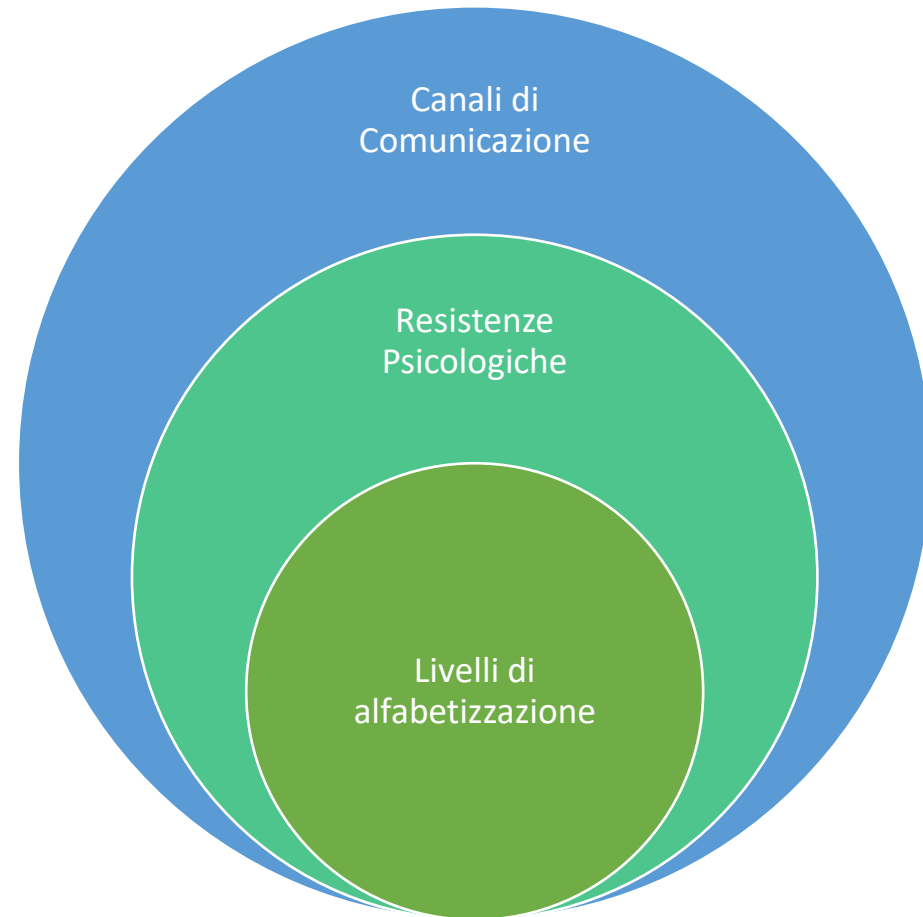 Canali di
Comunicazione
Resistenze
Psicologiche
Livelli di
alfabetizzazione